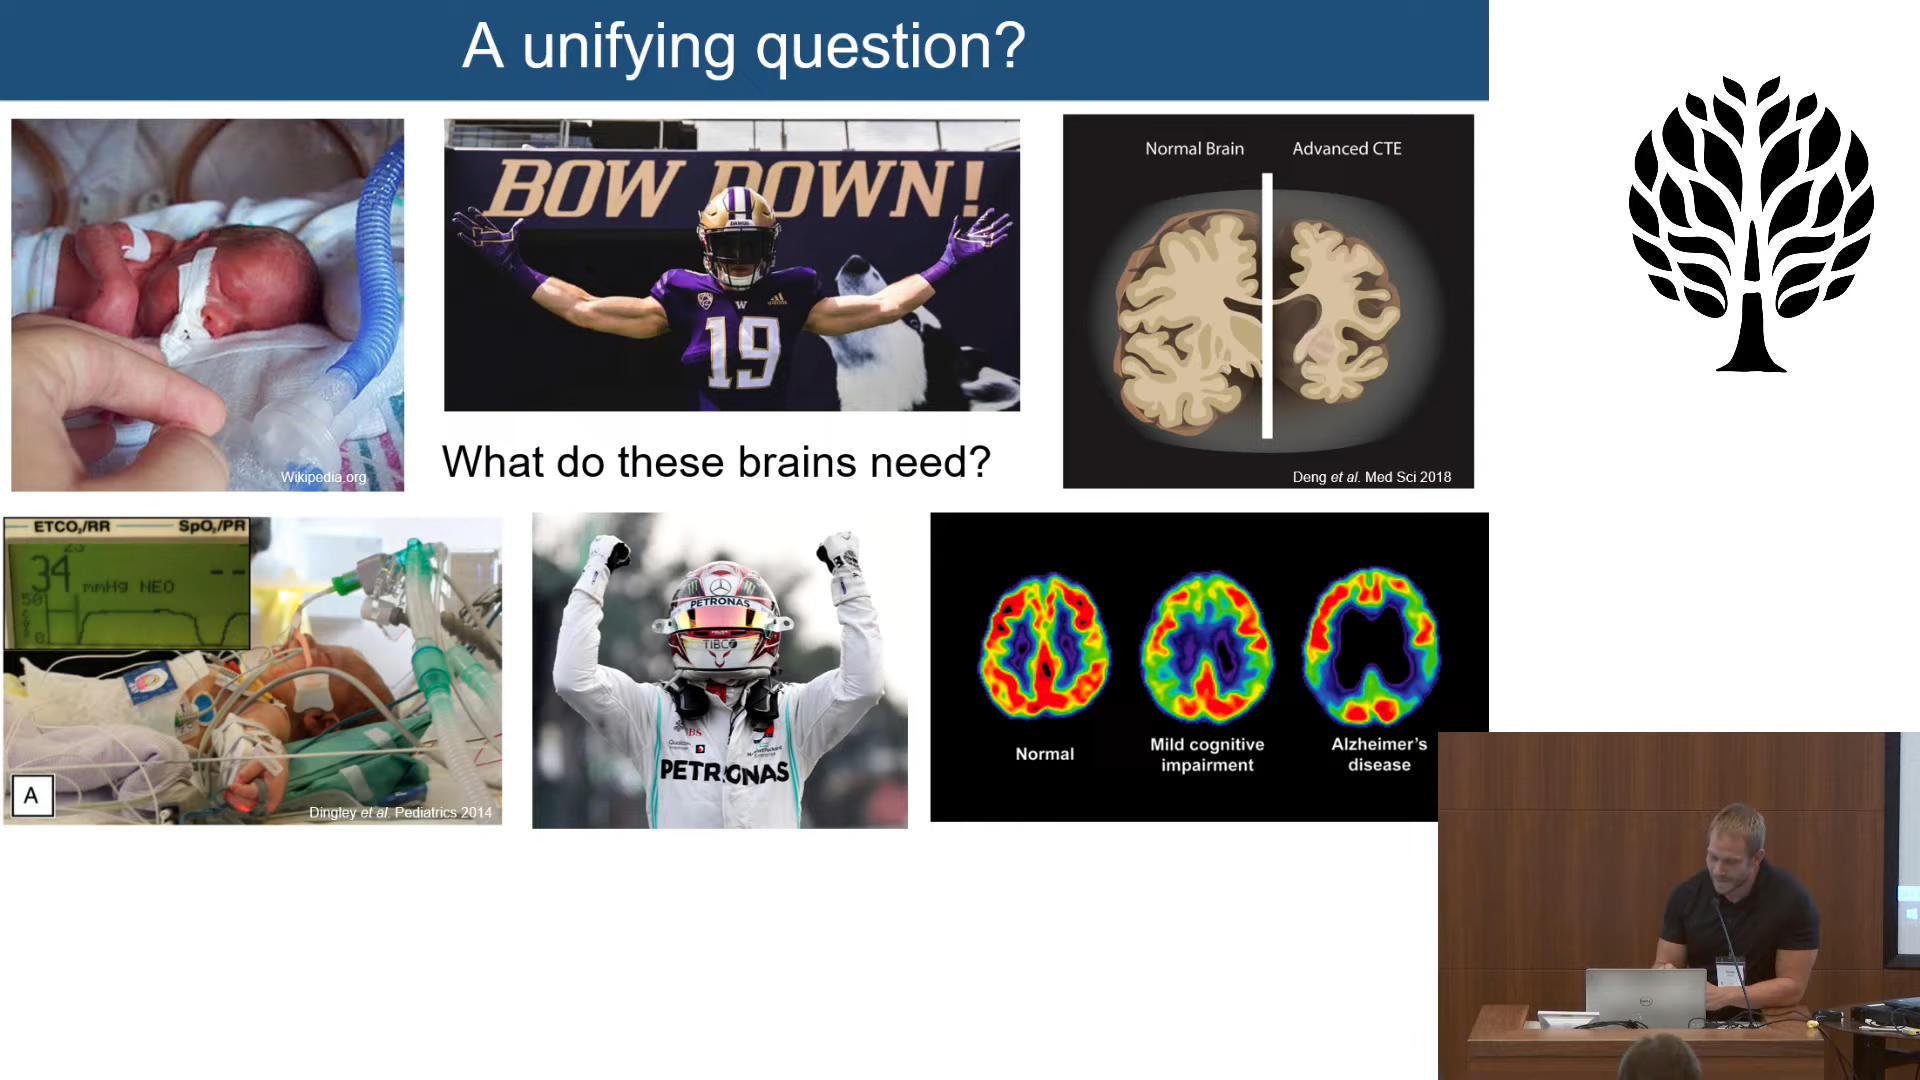 A unifying question?
Wikipedia.org
BOW DOWN!
W
19
What do these brains need?
Normal Brain
Advanced CTE
Deng et al. Med Sci 2018
ETCO₂/RR
SpO₂/PR
34
mmHg NEO
A
Dingley et al. Pediatrics 2014
PETRONAS
TIBCO
PETRONAS
Normal
Mild cognitive
impairment
Alzheimer's
disease